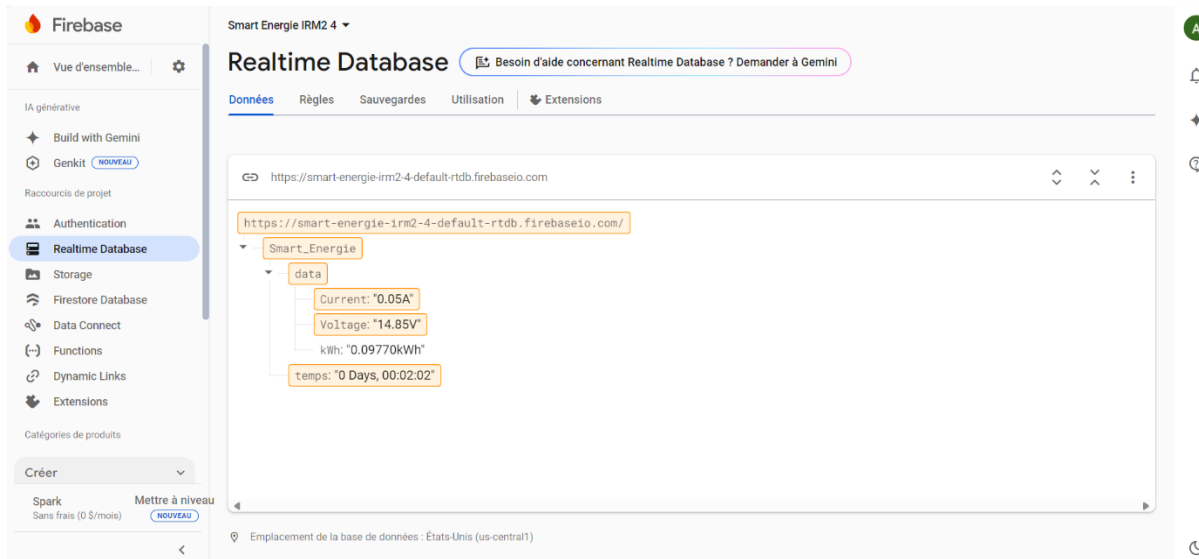 Firebase
Vue d'ensemble...
IA générative
Build with Gemini
Genkit NOUVEAU
Raccourcis de projet
Authentication
Realtime Database
Storage
Firestore Database
Data Connect
Functions
Dynamic Links
Extensions
Catégories de produits
Créer
Spark
Sans frais (0 $/mois)
Mettre à niveau
NOUVEAU
Smart Energie IRM2 4
Realtime Database
Besoin d'aide concernant Realtime Database ? Demander à Gemini
Données Règles Sauvegardes Utilisation Extensions
https://smart-energie-irm2-4-default-rtdb.firebaseio.com
https://smart-energie-irm2-4-default-rtdb.firebaseio.com/
Smart_Energie
data
Current: "0.05A"
Voltage: "14.85V"
kWh: "0.09770kWh"
temps: "0 Days, 00:02:02"
Emplacement de la base de données : États-Unis (us-central1)
A